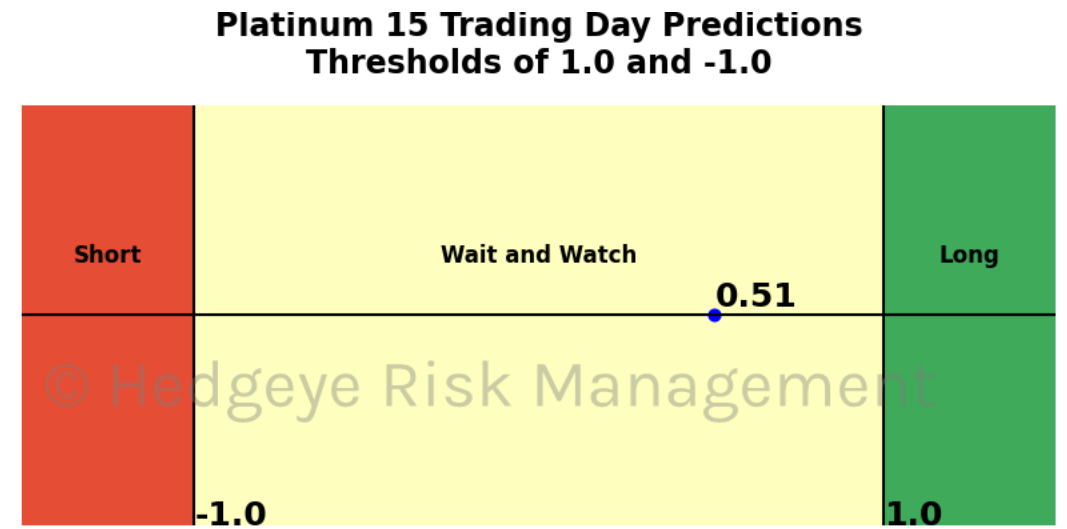 Platinum 15 Trading Day Predictions
Thresholds of 1.0 and -1.0
Short
Wait and Watch
Long
0.51
© Hedgeye Risk Management
-1.0
1.0